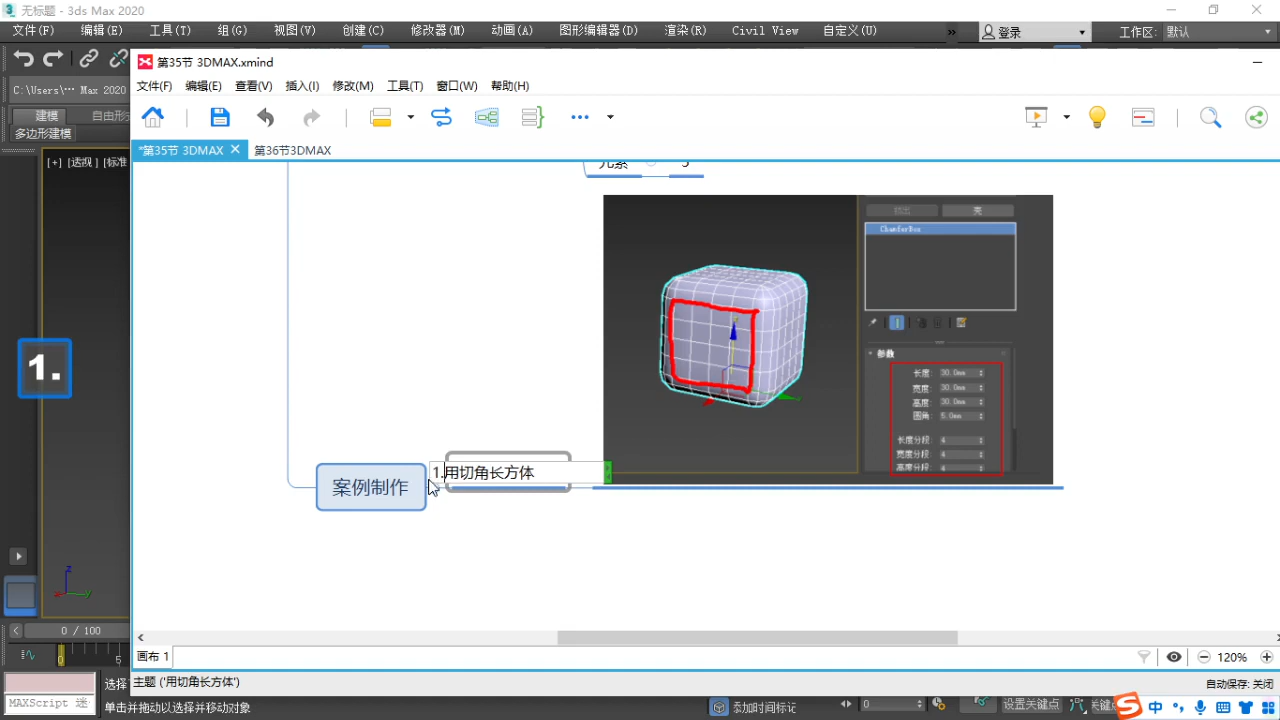 无标题 - 3ds Max 2020
文件(F) 编辑(E) 工具(T) 组(G) 视图(V) 创建(C) 修改器(M) 动画(A) 图形编辑器(D) 渲染(R) Civil View 自定义(U) » 登录 工作区: 默认
第35节 3DMAX.xmind
C:\Users\··· Max 2020
文件(F) 编辑(E) 查看(V) 插入(I) 修改(M) 工具(T) 窗口(W) 帮助(H)
建模 自由形
多边形建模
*第35节 3DMAX 第36节3DMAX
[+] [透视] [标准
元素 5
ChamferBox
参数
长度: 30.0mm
宽度: 30.0mm
高度: 30.0mm
圆角: 5.0mm
长度分段: 4
宽度分段: 4
高度分段: 4
1.
案例制作 1.用切角长方体
z
y
0 / 100
0 5
画布 1 120%
选择 主题 ('用切角长方体') 自动保存: 关闭
MAXScript 迷 单击并拖动以选择并移动对象 添加时间标记 0 设置关键点 关键点 中